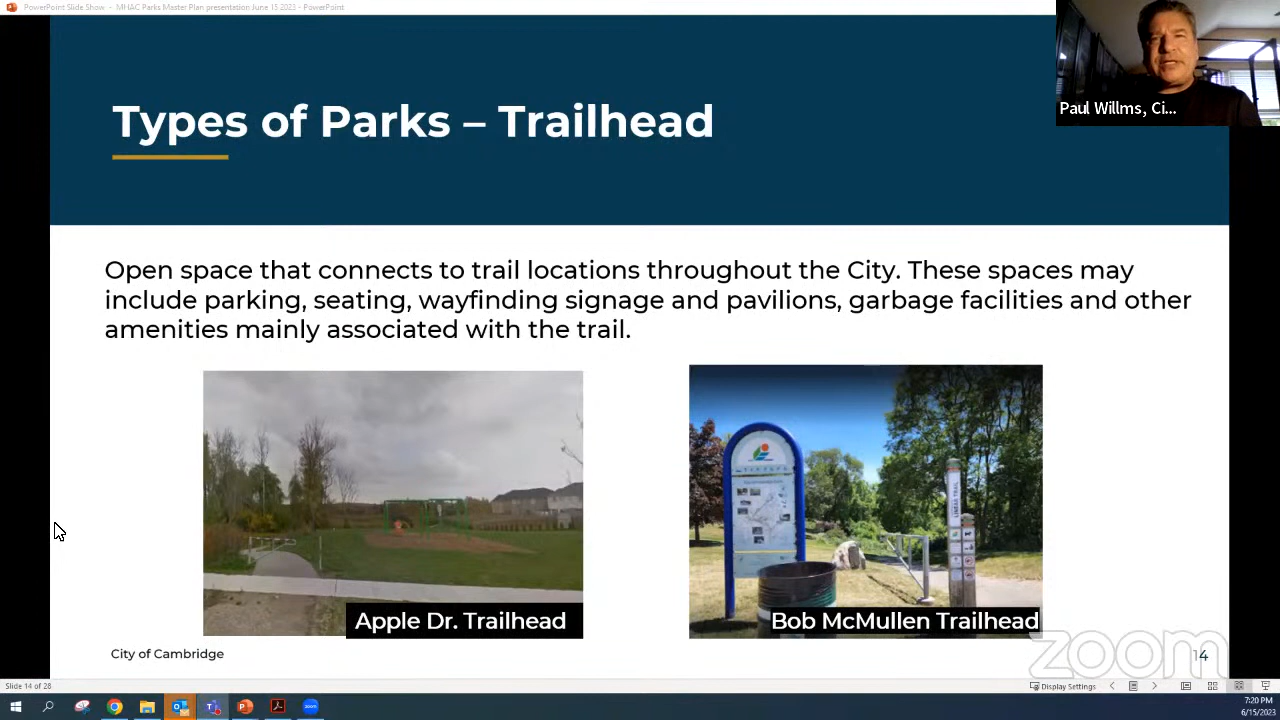 PowerPoint Slide Show - MHAC Parks Master Plan presentation June 15 2023 - PowerPoint
Paul Willms, Ci...
Types of Parks – Trailhead
Open space that connects to trail locations throughout the City. These spaces may
include parking, seating, wayfinding signage and pavilions, garbage facilities and other
amenities mainly associated with the trail.
LINEAR TRAIL
Apple Dr. Trailhead
Bob McMullen Trailhead
City of Cambridge
14
zoom
Slide 14 of 28
Display Settings
7:20 PM
6/15/2023